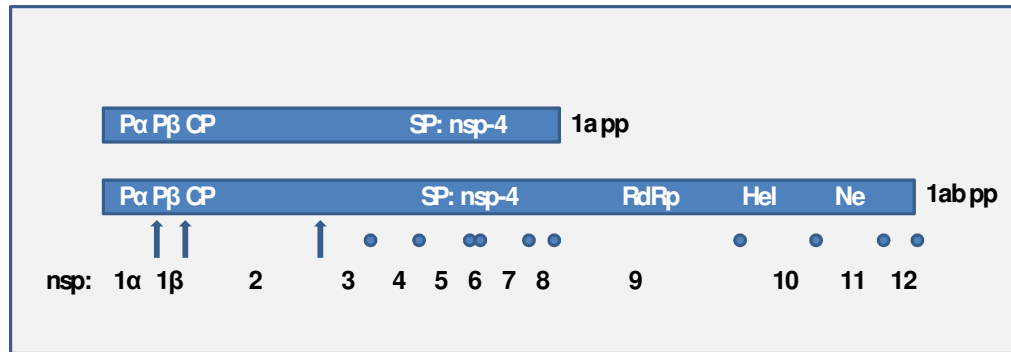 Pα Pβ CP SP: nsp-4 1a pp
Pα Pβ CP SP: nsp-4 RdRp Hel Ne 1ab pp
nsp: 1α 1β 2 3 4 5 6 7 8 9 10 11 12